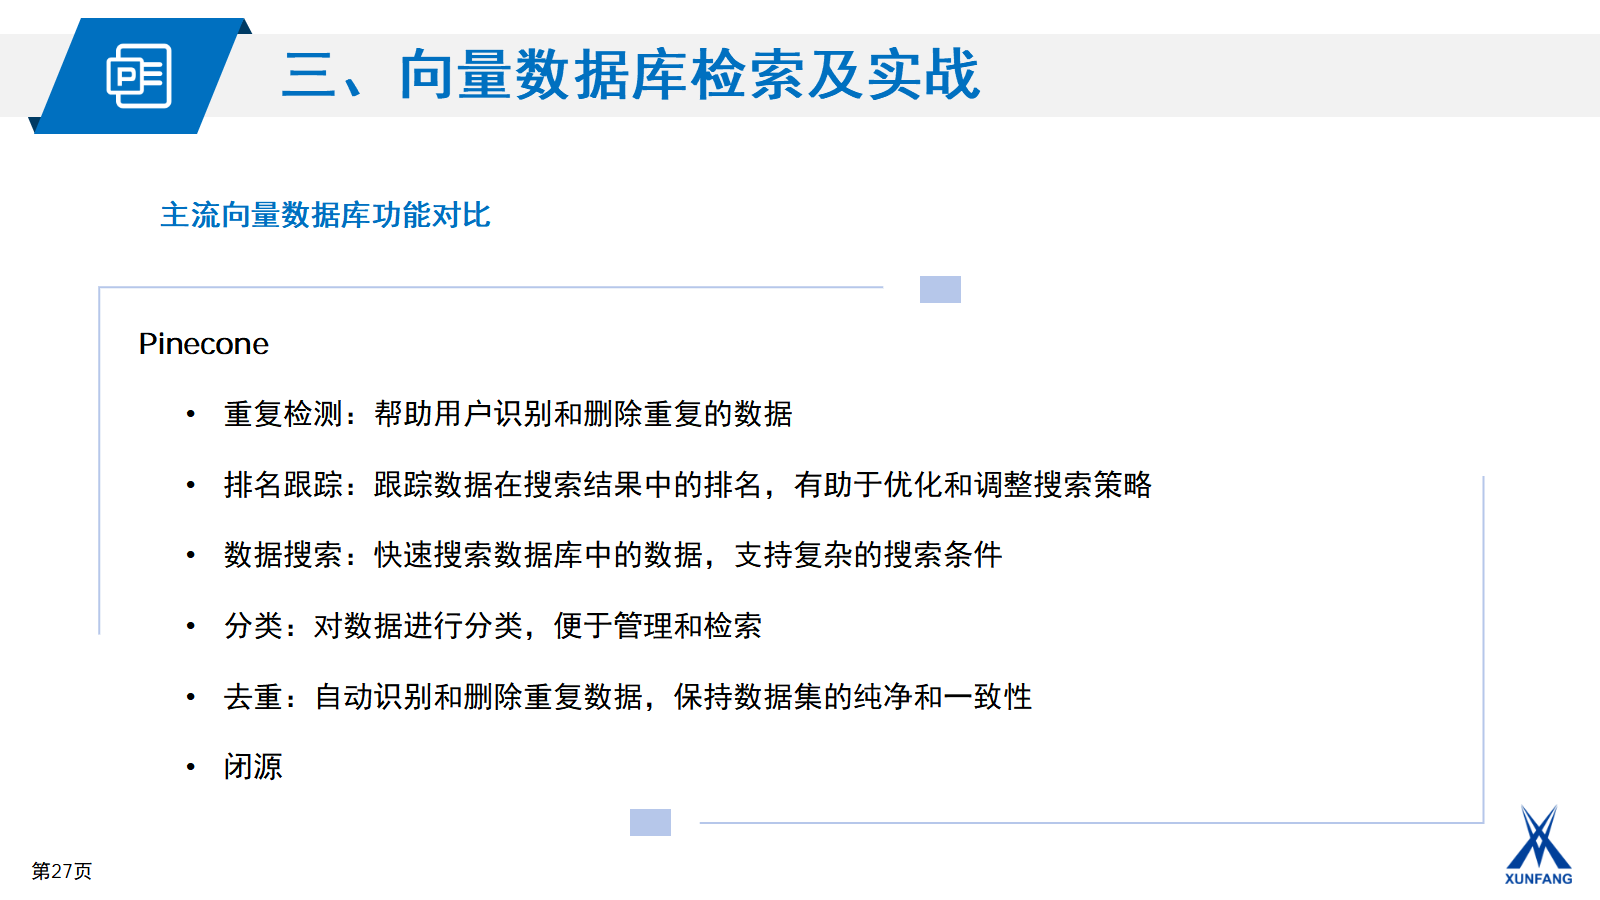 三、向量数据库检索及实战
主流向量数据库功能对比
Pinecone
• 重复检测：帮助用户识别和删除重复的数据
• 排名跟踪：跟踪数据在搜索结果中的排名，有助于优化和调整搜索策略
• 数据搜索：快速搜索数据库中的数据，支持复杂的搜索条件
• 分类：对数据进行分类，便于管理和检索
• 去重：自动识别和删除重复数据，保持数据集的纯净和一致性
• 闭源
第27页
XUNFANG